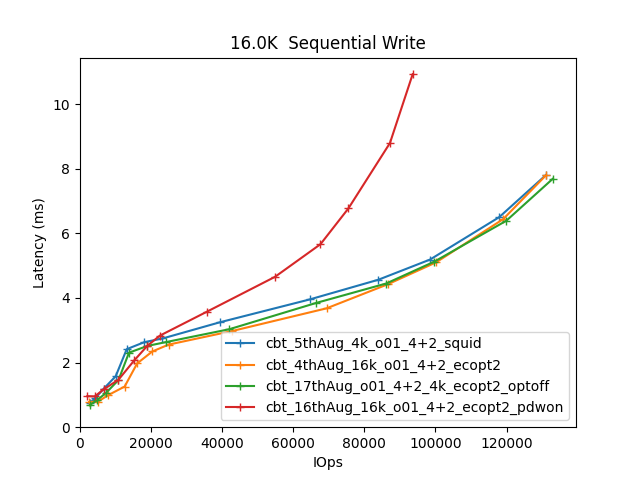 16.0K  Sequential Write
Latency (ms)
10
8
6
4
2
0
0 20000 40000 60000 80000 100000 120000
IOps
cbt_5thAug_4k_o01_4+2_squid
cbt_4thAug_16k_o01_4+2_ecopt2
cbt_17thAug_o01_4+2_4k_ecopt2_optoff
cbt_16thAug_16k_o01_4+2_ecopt2_pdwon